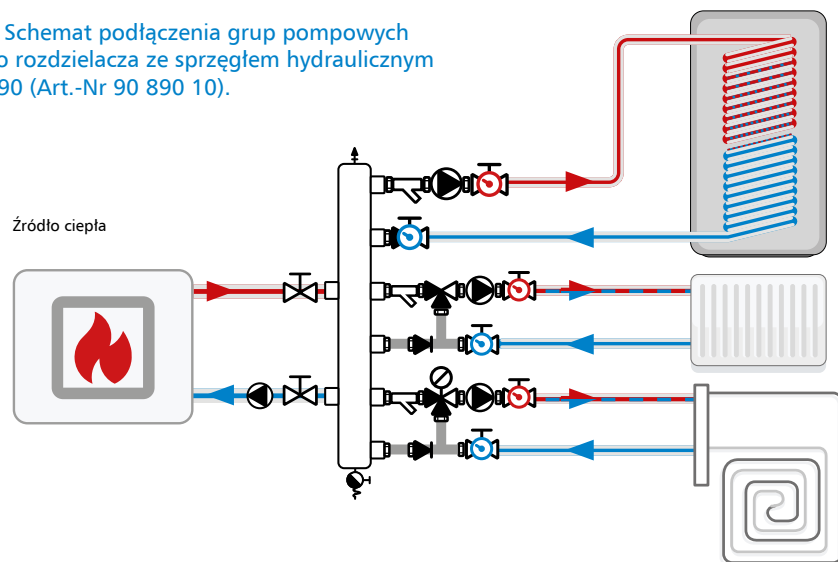 Schemat podłączenia grup pompowych
o rozdzielacza ze sprzęgłem hydraulicznym
90 (Art.-Nr 90 890 10).
Źródło ciepła